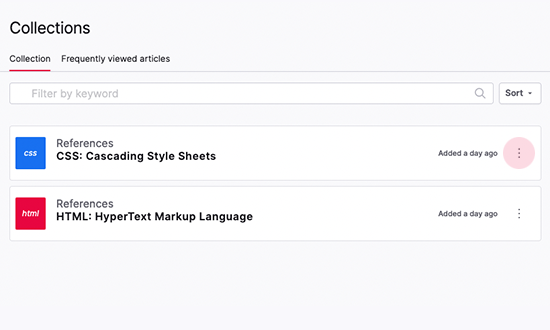 Collections
Collection Frequently viewed articles
Filter by keyword
Sort
css
References
CSS: Cascading Style Sheets
Added a day ago
html
References
HTML: HyperText Markup Language
Added a day ago